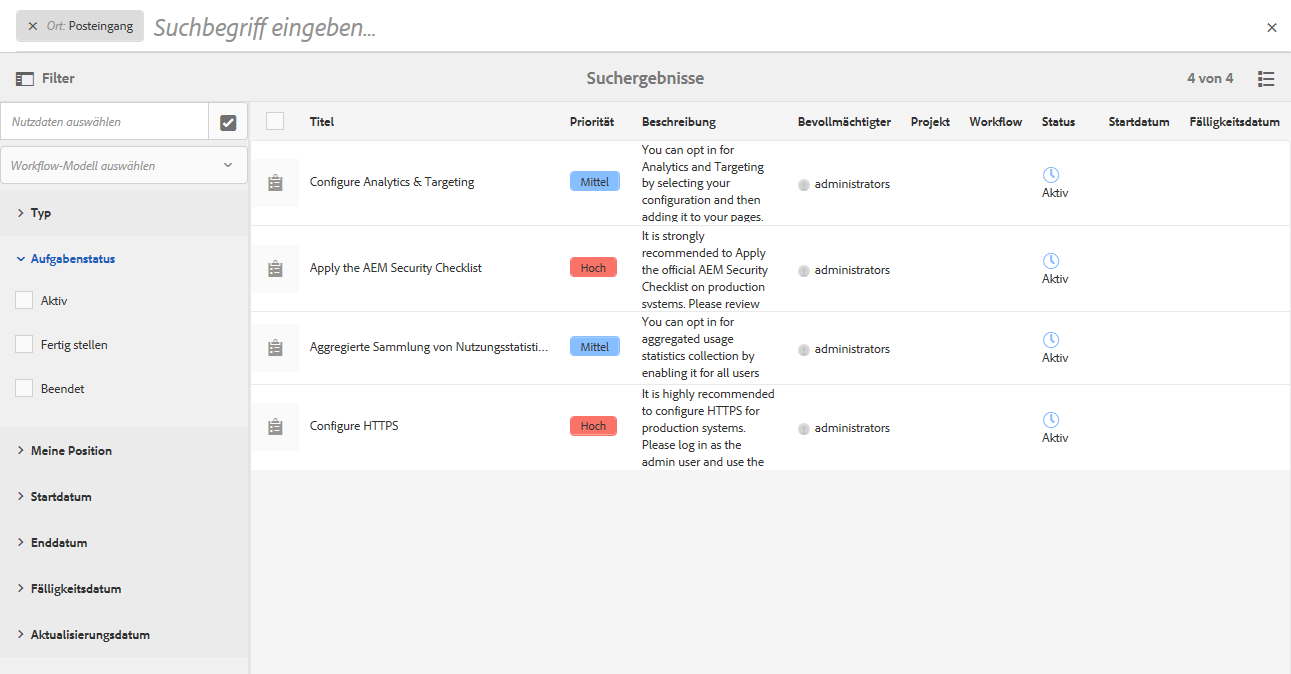 Ort: Posteingang
Suchbegriff eingeben...
Filter
Suchergebnisse
4 von 4
Nutzdaten auswählen
Workflow-Modell auswählen
Typ
Aufgabenstatus
Aktiv
Fertig stellen
Beendet
Meine Position
Startdatum
Enddatum
Fälligkeitsdatum
Aktualisierungsdatum
Titel Priorität Beschreibung Bevollmächtigter Projekt Workflow Status Startdatum Fälligkeitsdatum
Configure Analytics & Targeting
Mittel
You can opt in for
Analytics and Targeting
by selecting your
configuration and then
adding it to your pages.
administrators
Aktiv
Apply the AEM Security Checklist
Hoch
It is strongly
recommended to Apply
the official AEM Security
Checklist on production
systems. Please review
administrators
Aktiv
Aggregierte Sammlung von Nutzungsstatisti...
Mittel
You can opt in for
aggregated usage
statistics collection by
enabling it for all users
administrators
Aktiv
Configure HTTPS
Hoch
It is highly recommended
to configure HTTPS for
production systems.
Please log in as the
admin user and use the
administrators
Aktiv